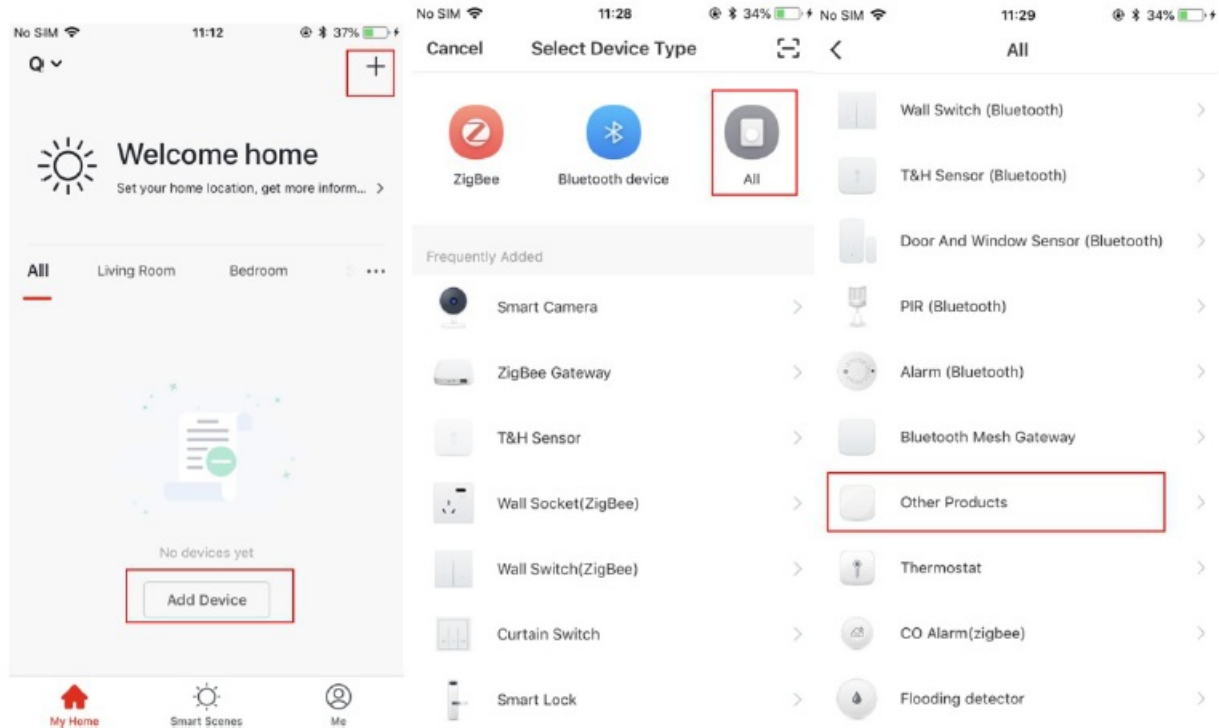 No SIM 11:12 37%
Q
Welcome home
Set your home location, get more inform...
All Living Room Bedroom ...
No devices yet
Add Device
My Home Smart Scenes Me
No SIM 11:28 34%
Cancel Select Device Type
ZigBee Bluetooth device All
Frequently Added
Smart Camera
ZigBee Gateway
T&H Sensor
Wall Socket(ZigBee)
Wall Switch(ZigBee)
Curtain Switch
Smart Lock
No SIM 11:29 34%
All
Wall Switch (Bluetooth)
T&H Sensor (Bluetooth)
Door And Window Sensor (Bluetooth)
PIR (Bluetooth)
Alarm (Bluetooth)
Bluetooth Mesh Gateway
Other Products
Thermostat
CO Alarm(zigbee)
Flooding detector